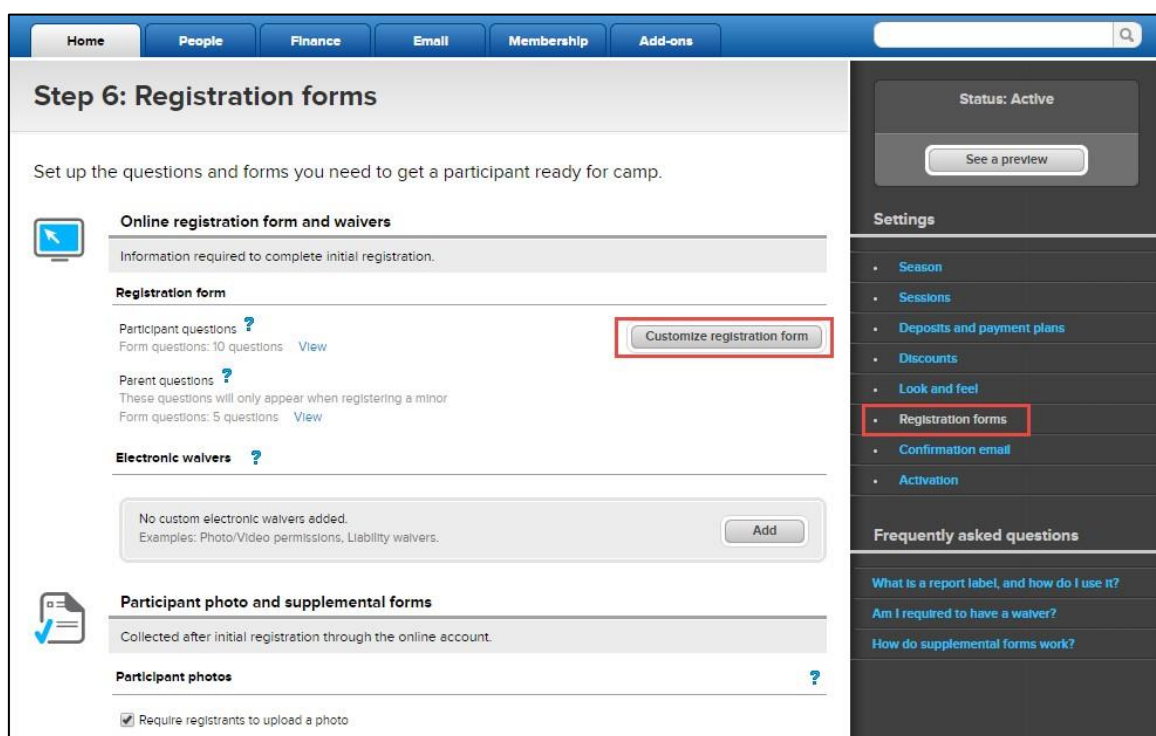 Home People Finance Email Membership Add-ons
Step 6: Registration forms
Set up the questions and forms you need to get a participant ready for camp.
Online registration form and waivers
Information required to complete initial registration.
Registration form
Participant questions ?
Form questions: 10 questions View
Customize registration form
Parent questions ?
These questions will only appear when registering a minor
Form questions: 5 questions View
Electronic waivers ?
No custom electronic waivers added.
Examples: Photo/Video permissions, Liability waivers.
Add
Participant photo and supplemental forms
Collected after initial registration through the online account.
Participant photos ?
Require registrants to upload a photo
Status: Active
See a preview
Settings
• Season
• Sessions
• Deposits and payment plans
• Discounts
• Look and feel
• Registration forms
• Confirmation email
• Activation
Frequently asked questions
What is a report label, and how do I use it?
Am I required to have a waiver?
How do supplemental forms work?